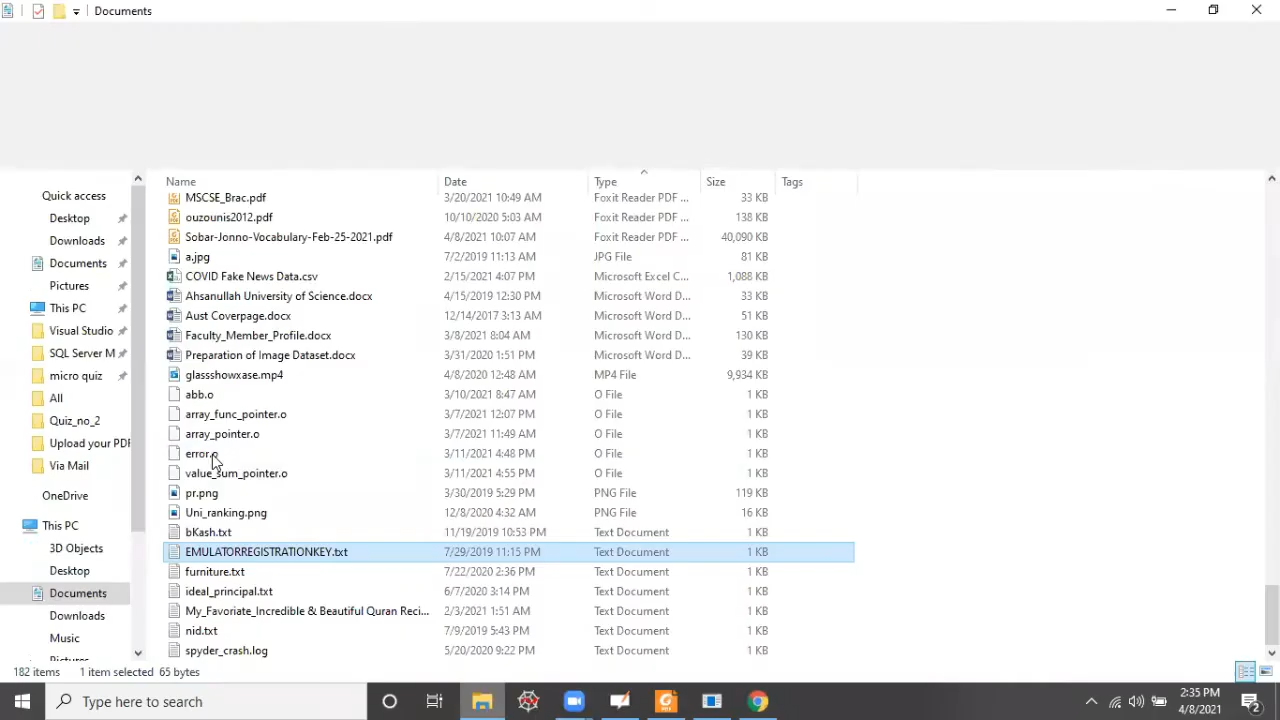 Documents
Name Date Type Size Tags
MSCSE_Brac.pdf 3/20/2021 10:49 AM Foxit Reader PDF ... 33 KB
ouzounis2012.pdf 10/10/2020 5:03 AM Foxit Reader PDF ... 138 KB
Sobar-Jonno-Vocabulary-Feb-25-2021.pdf 4/8/2021 10:07 AM Foxit Reader PDF ... 40,090 KB
a.jpg 7/2/2019 11:13 AM JPG File 81 KB
COVID Fake News Data.csv 2/15/2021 4:07 PM Microsoft Excel C... 1,088 KB
Ahsanullah University of Science.docx 4/15/2019 12:30 PM Microsoft Word D... 33 KB
Aust Coverpage.docx 12/14/2017 3:13 AM Microsoft Word D... 51 KB
Faculty_Member_Profile.docx 3/8/2021 8:04 AM Microsoft Word D... 130 KB
Preparation of Image Dataset.docx 3/31/2020 1:51 PM Microsoft Word D... 39 KB
glassshowxase.mp4 4/8/2020 12:48 AM MP4 File 9,934 KB
abb.o 3/10/2021 8:47 AM O File 1 KB
array_func_pointer.o 3/7/2021 12:07 PM O File 1 KB
array_pointer.o 3/7/2021 11:49 AM O File 1 KB
error.o 3/11/2021 4:48 PM O File 1 KB
value_sum_pointer.o 3/11/2021 4:55 PM O File 1 KB
pr.png 3/30/2019 5:29 PM PNG File 119 KB
Uni_ranking.png 12/8/2020 4:32 AM PNG File 16 KB
bKash.txt 11/19/2019 10:53 PM Text Document 1 KB
EMULATORREGISTRATIONKEY.txt 7/29/2019 11:15 PM Text Document 1 KB
furniture.txt 7/22/2020 2:36 PM Text Document 1 KB
ideal_principal.txt 6/7/2020 3:14 PM Text Document 1 KB
My_Favoriate_Incredible & Beautiful Quran Reci... 2/3/2021 1:51 AM Text Document 1 KB
nid.txt 7/9/2019 5:43 PM Text Document 1 KB
spyder_crash.log 5/20/2020 9:22 PM Text Document 1 KB
Quick access
Desktop
Downloads
Documents
Pictures
This PC
Visual Studio
SQL Server M
micro quiz
All
Quiz_no_2
Upload your PDF
Via Mail
OneDrive
This PC
3D Objects
Desktop
Documents
Downloads
Music
Pictures
182 items 1 item selected 65 bytes
Type here to search
2:35 PM
4/8/2021
2